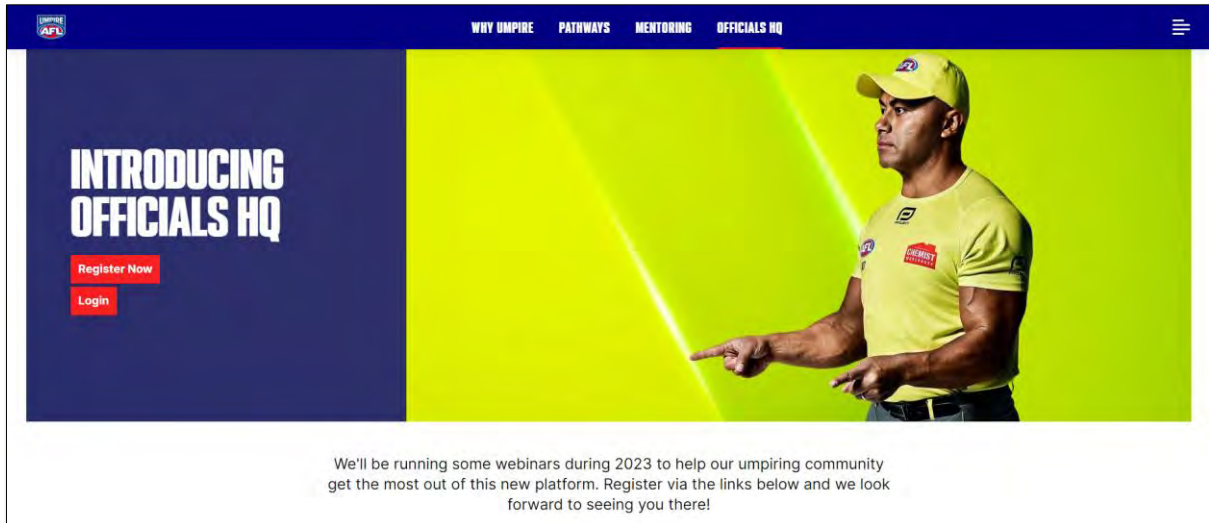 UMPIRE
AFL
WHY UMPIRE PATHWAYS MENTORING OFFICIALS HQ
INTRODUCING
OFFICIALS HQ
Register Now
Login
AFL
AFL
CHEMIST
We'll be running some webinars during 2023 to help our umpiring community
get the most out of this new platform. Register via the links below and we look
forward to seeing you there!